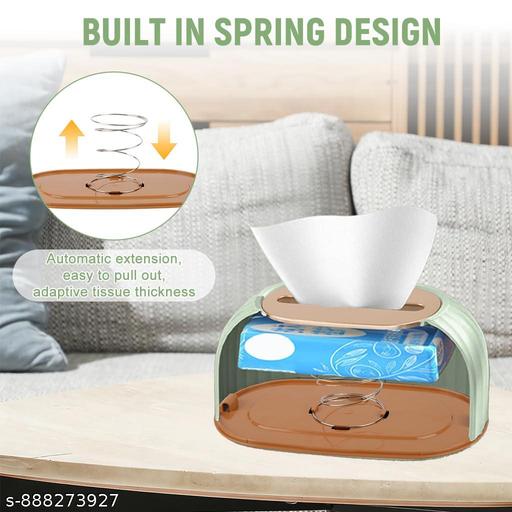 BUILT IN SPRING DESIGN
Automatic extension,
easy to pull out,
adaptive tissue thickness
s-888273927